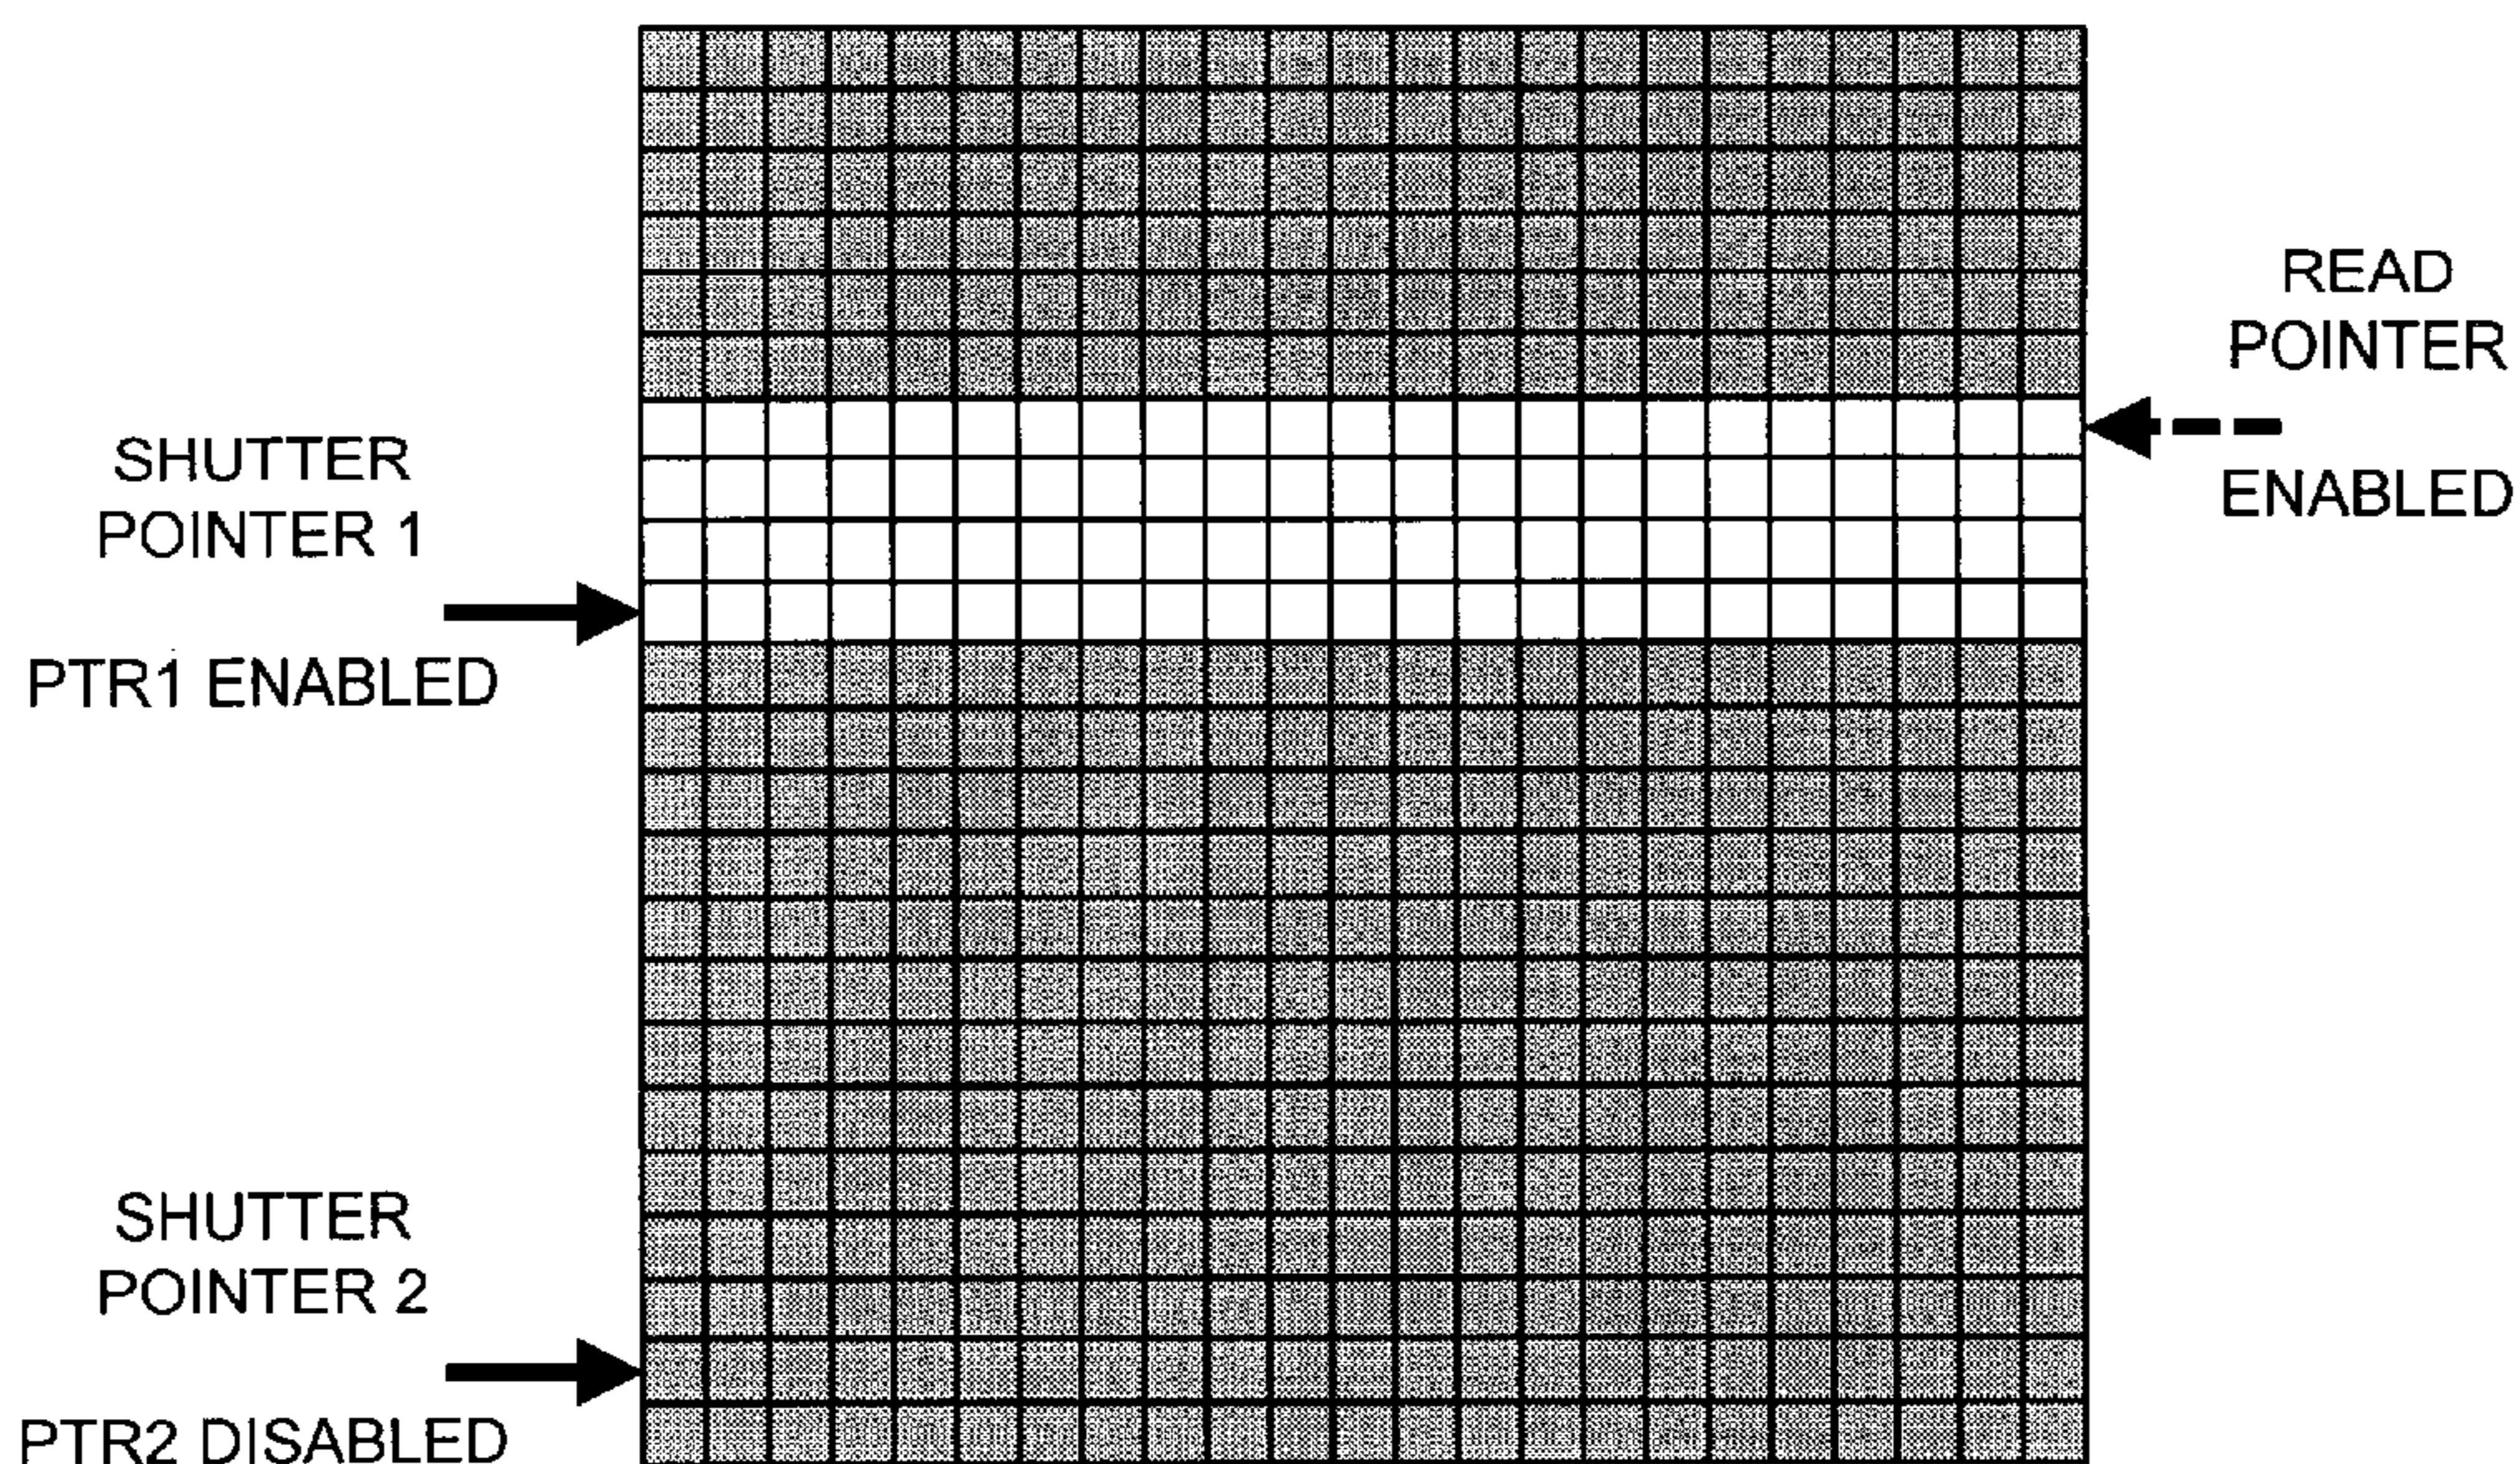 READ
POINTER
ENABLED
SHUTTER
POINTER 1
PTR1 ENABLED
SHUTTER
POINTER 2
PTR2 DISABLED